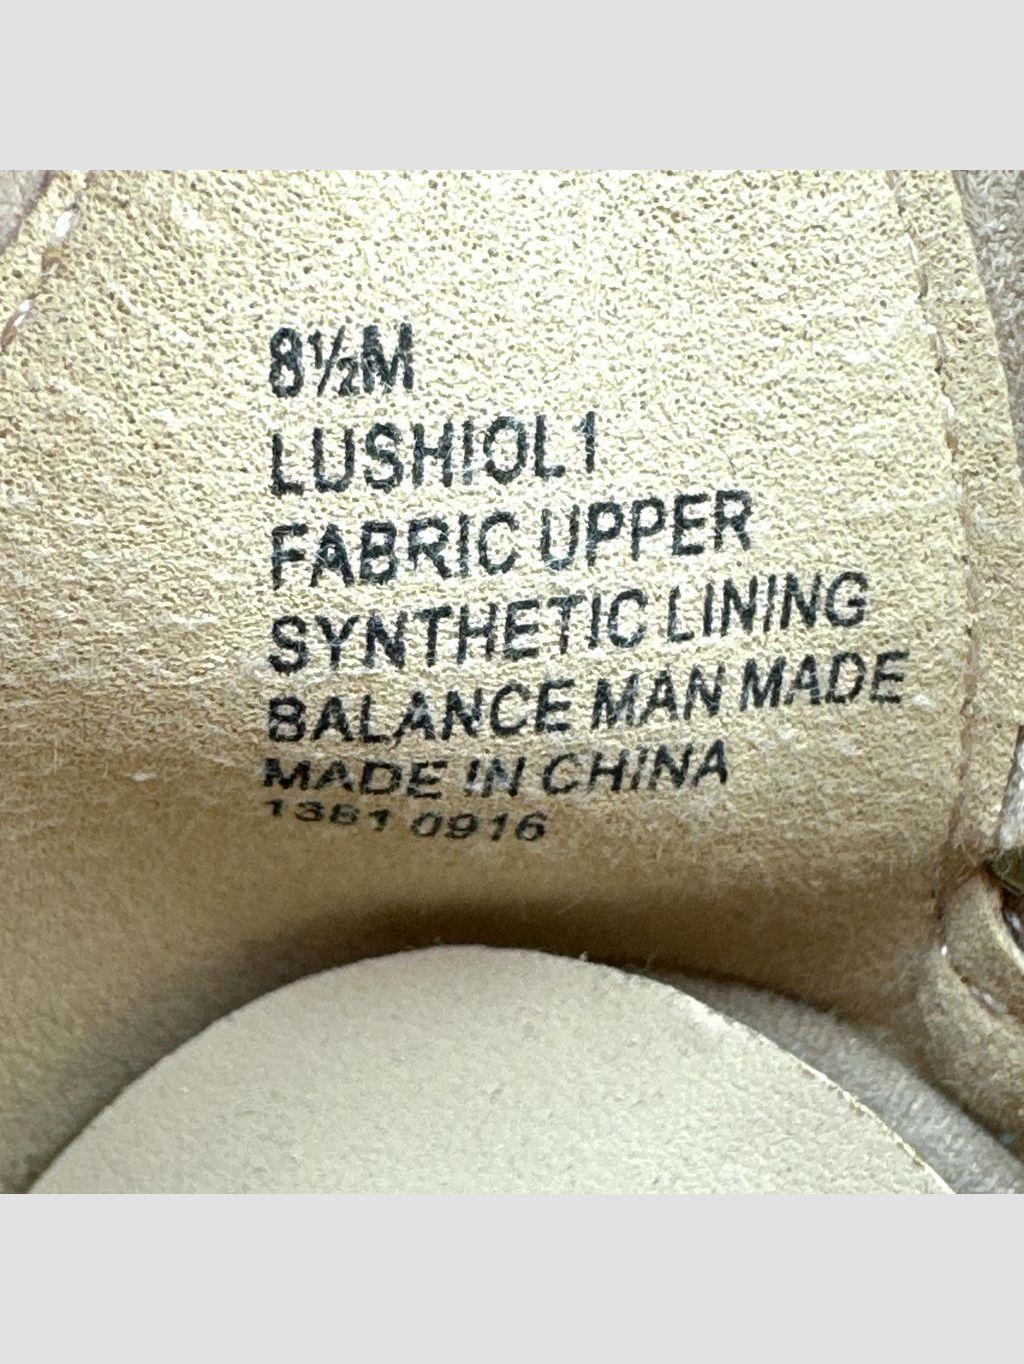 8½M
LUSHIOL1
FABRIC UPPER
SYNTHETIC LINING
BALANCE MAN MADE
MADE IN CHINA
1381 0916